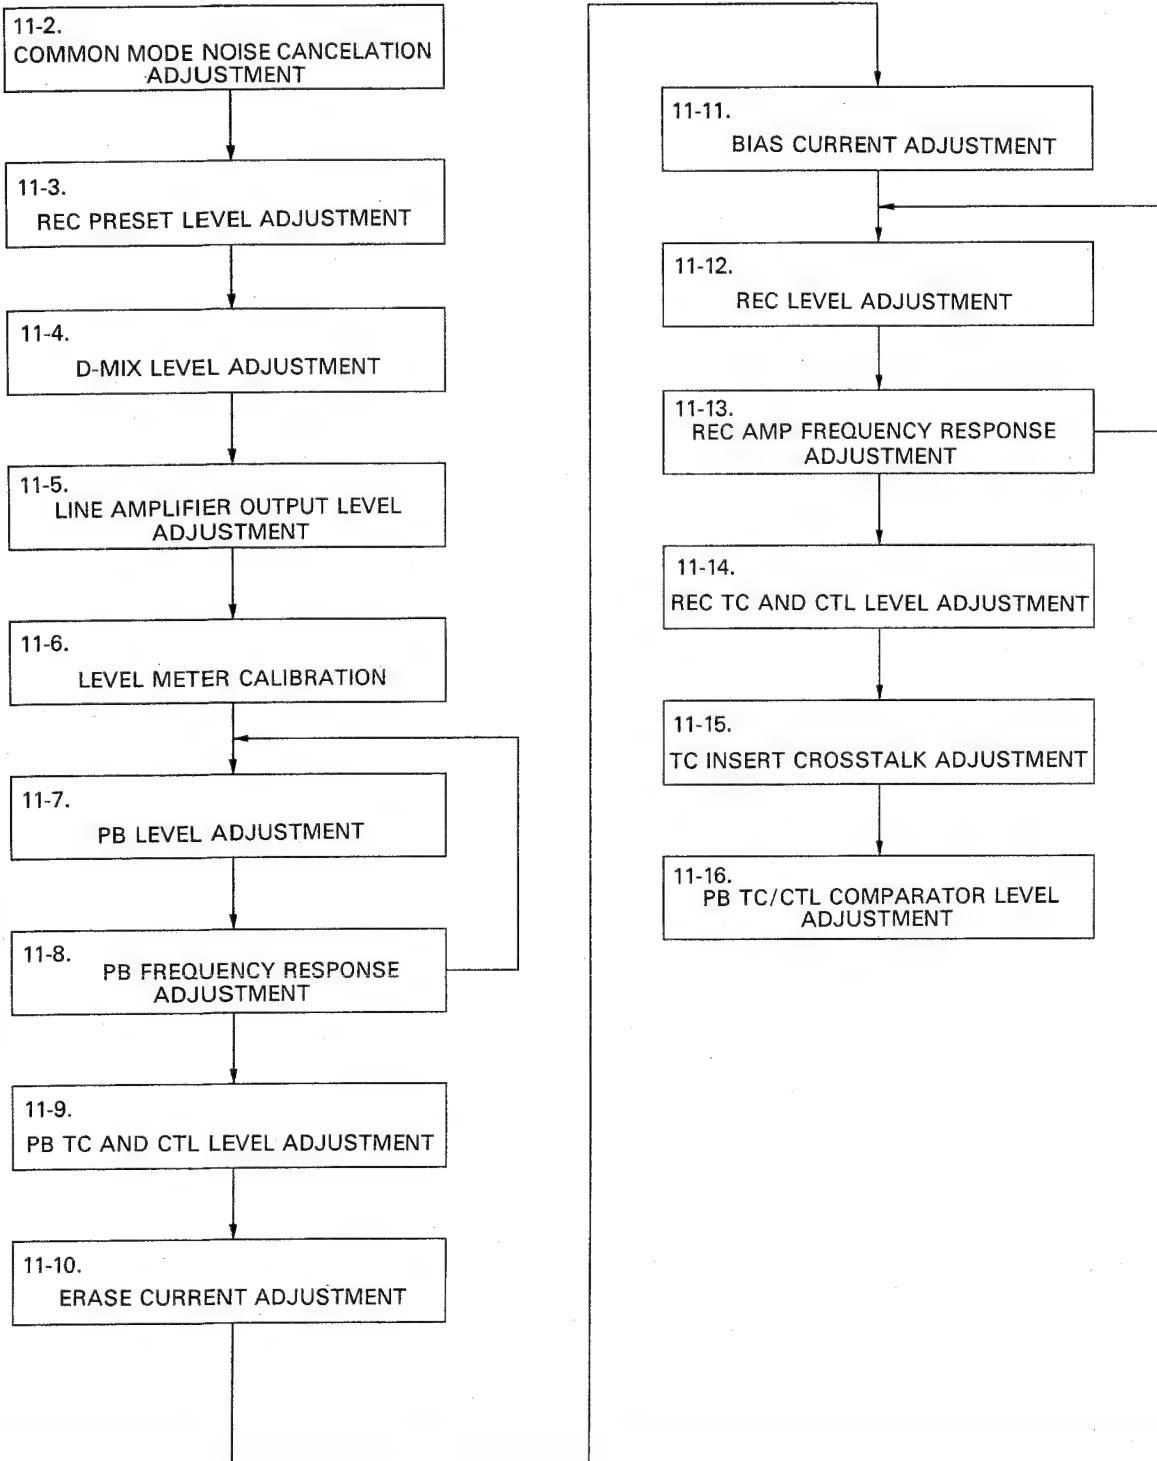 11-2.
COMMON MODE NOISE CANCELATION
ADJUSTMENT
11-3.
REC PRESET LEVEL ADJUSTMENT
11-4.
D-MIX LEVEL ADJUSTMENT
11-5.
LINE AMPLIFIER OUTPUT LEVEL
ADJUSTMENT
11-6.
LEVEL METER CALIBRATION
11-7.
PB LEVEL ADJUSTMENT
11-8.
PB FREQUENCY RESPONSE
ADJUSTMENT
11-9.
PB TC AND CTL LEVEL ADJUSTMENT
11-10.
ERASE CURRENT ADJUSTMENT
11-11.
BIAS CURRENT ADJUSTMENT
11-12.
REC LEVEL ADJUSTMENT
11-13.
REC AMP FREQUENCY RESPONSE
ADJUSTMENT
11-14.
REC TC AND CTL LEVEL ADJUSTMENT
11-15.
TC INSERT CROSSTALK ADJUSTMENT
11-16.
PB TC/CTL COMPARATOR LEVEL
ADJUSTMENT